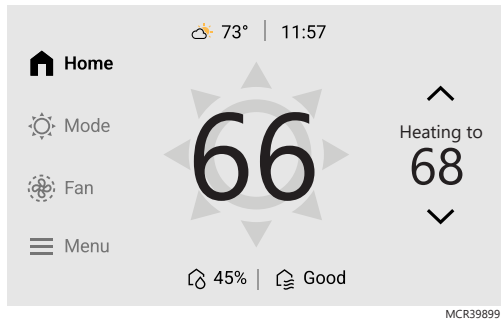 73° | 11:57
Home
Mode
Fan
Menu
66
Heating to
68
45% | Good
MCR39899